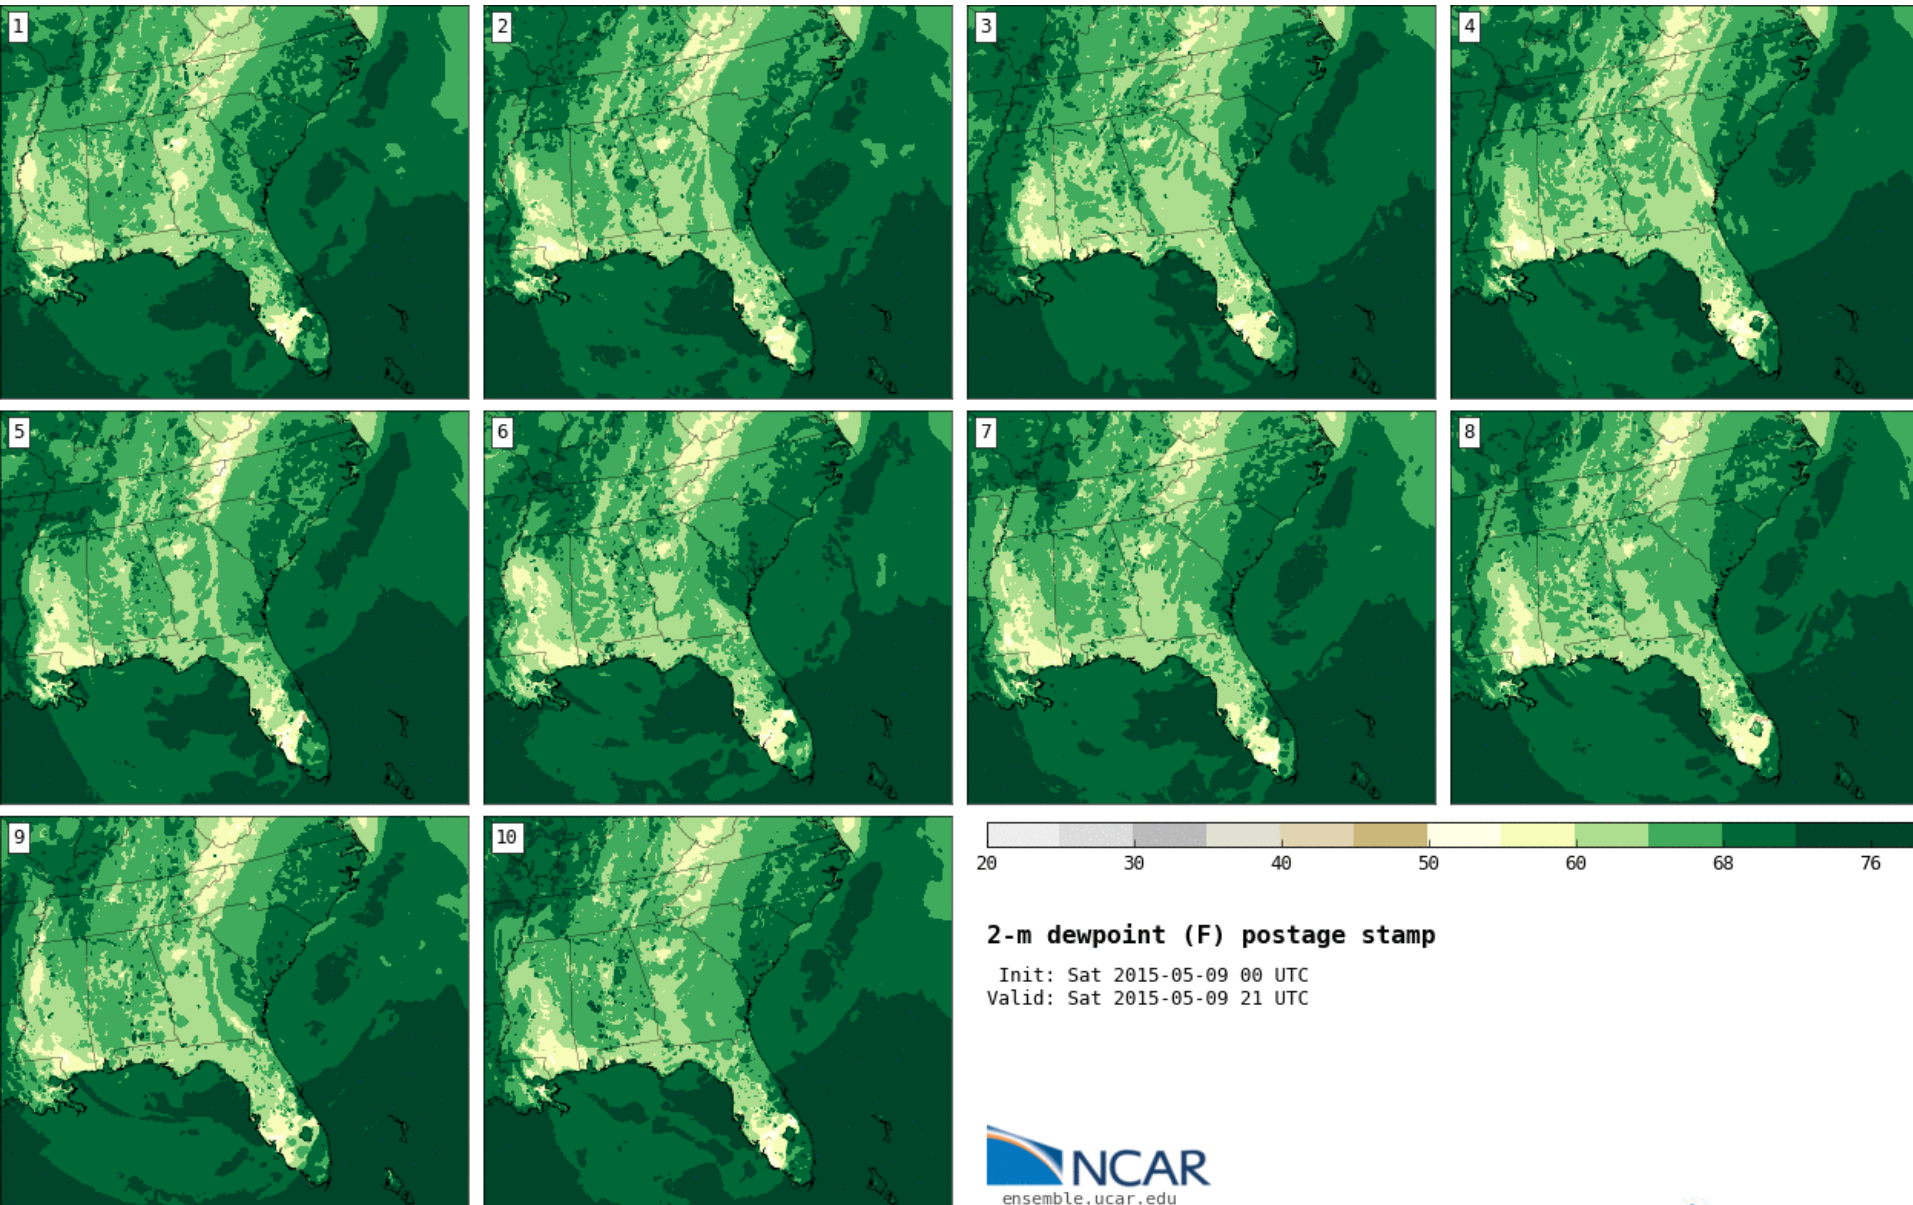 1
2
3
4
5
6
7
8
9
10
20 30 40 50 60 68 76
2-m dewpoint (F) postage stamp
Init: Sat 2015-05-09 00 UTC
Valid: Sat 2015-05-09 21 UTC
NCAR
ensemble.ucar.edu